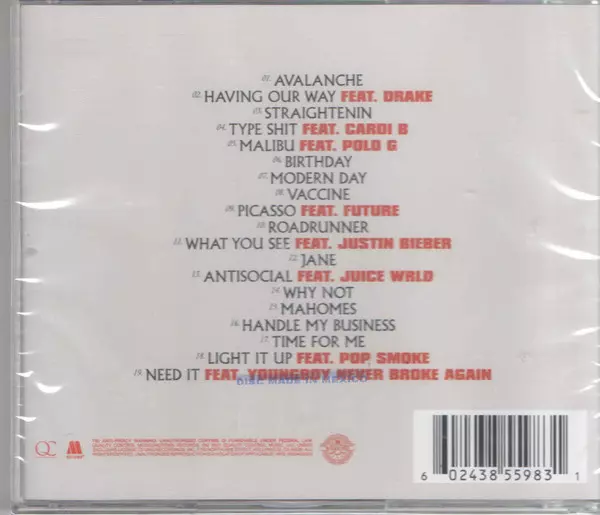 01. AVALANCHE
02. HAVING OUR WAY FEAT. DRAKE
03. STRAIGHTENIN
04. TYPE SHIT FEAT. CARDI B
05. MALIBU FEAT. POLO G
06. BIRTHDAY
07. MODERN DAY
08. VACCINE
09. PICASSO FEAT. FUTURE
10. ROADRUNNER
11. WHAT YOU SEE FEAT. JUSTIN BIEBER
12. JANE
13. ANTISOCIAL FEAT. JUICE WRLD
14. WHY NOT
15. MAHOMES
16. HANDLE MY BUSINESS
17. TIME FOR ME
18. LIGHT IT UP FEAT. POP SMOKE
19. NEED IT FEAT. YOUNGBOY NEVER BROKE AGAIN
DISC MADE IN MEXICO
QC
6 02438 55983 1